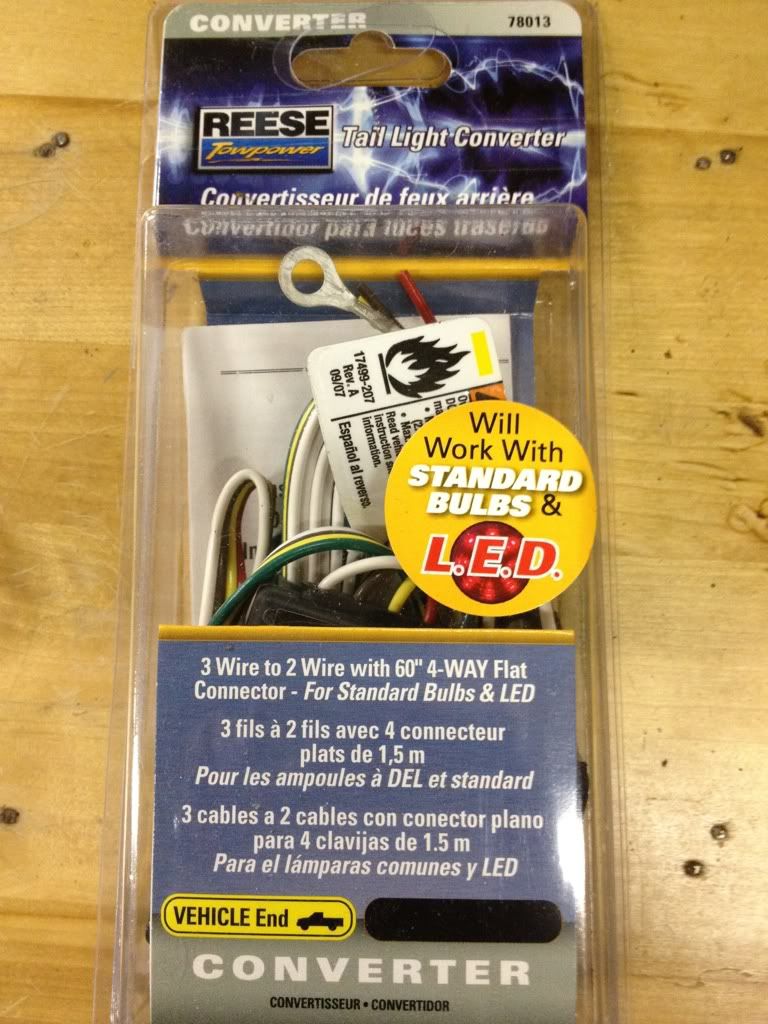 CONVERTER
78013
REESE
Towpower
Tail Light Converter
Convertisseur de feux arrière
Convertidor para luces traseras
17499-207
Rev. A
09/07
Read
instruction
information.
Español al reverso.
Will
Work With
STANDARD
BULBS &
L.E.D.
3 Wire to 2 Wire with 60" 4-WAY Flat
Connector - For Standard Bulbs & LED
3 fils à 2 fils avec 4 connecteur
plats de 1,5 m
Pour les ampoules à DEL et standard
3 cables a 2 cables con conector plano
para 4 clavijas de 1.5 m
Para el lámparas comunes y LED
VEHICLE End
CONVERTER
CONVERTISSEUR • CONVERTIDOR